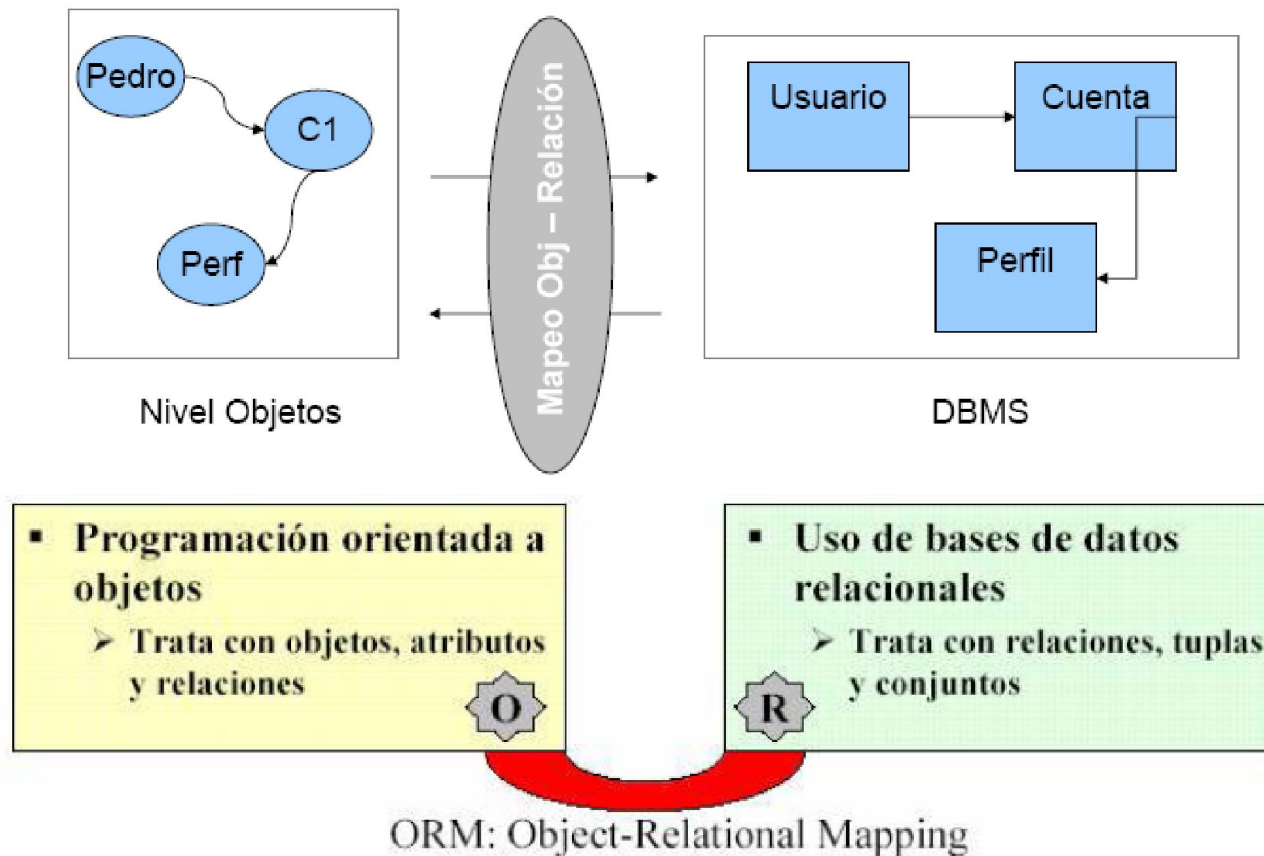 Pedro
C1
Perf
Nivel Objetos
Mapeo Obj – Relación
Usuario
Cuenta
Perfil
DBMS
▪ Programación orientada a
objetos
➢ Trata con objetos, atributos
y relaciones
O
▪ Uso de bases de datos
relacionales
➢ Trata con relaciones, tuplas
y conjuntos
R
ORM: Object-Relational Mapping